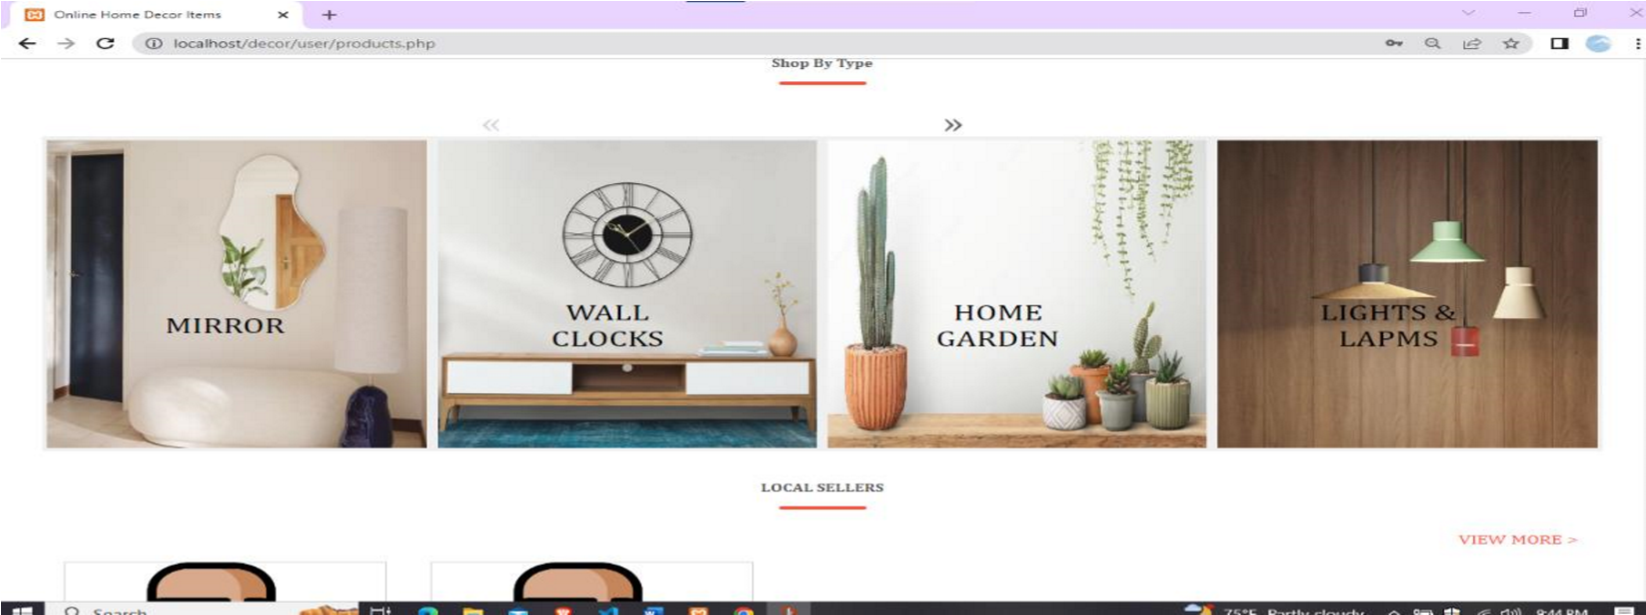 Online Home Decor Items
localhost/decor/user/products.php
Shop By Type
MIRROR
WALL
CLOCKS
HOME
GARDEN
LIGHTS &
LAPMS
LOCAL SELLERS
VIEW MORE >
Search
75°F Partly cloudy
9:44 PM